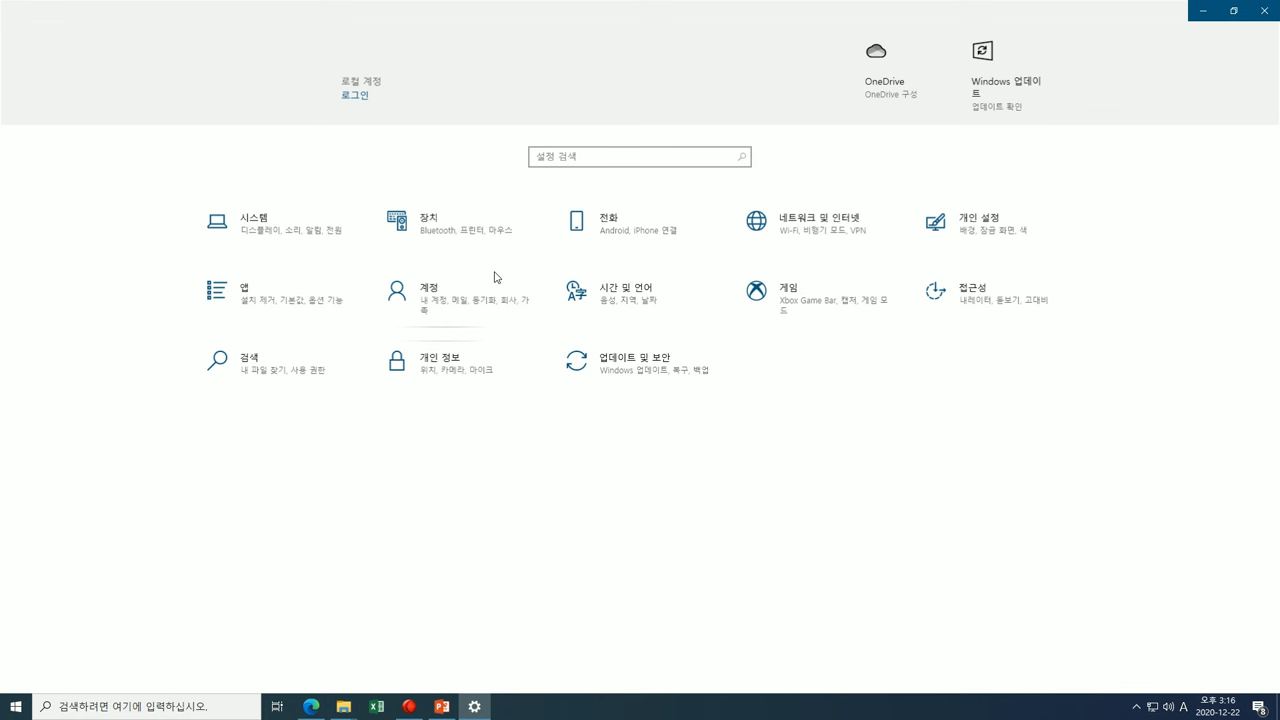 로컬 계정
로그인
OneDrive
OneDrive 구성
Windows 업데이
트
업데이트 확인
설정 검색
시스템
디스플레이, 소리, 알림, 전원
장치
Bluetooth, 프린터, 마우스
전화
Android, iPhone 연결
네트워크 및 인터넷
Wi-Fi, 비행기 모드, VPN
개인 설정
배경, 잠금 화면, 색
앱
설치 제거, 기본값, 옵션 기능
계정
내 계정, 메일, 동기화, 회사, 가
족
시간 및 언어
음성, 지역, 날짜
게임
Xbox Game Bar, 캡처, 게임 모
드
접근성
내레이터, 돋보기, 고대비
검색
내 파일 찾기, 사용 권한
개인 정보
위치, 카메라, 마이크
업데이트 및 보안
Windows 업데이트, 복구, 백업
검색하려면 여기에 입력하십시오.
A
오후 3:16
2020-12-22
8